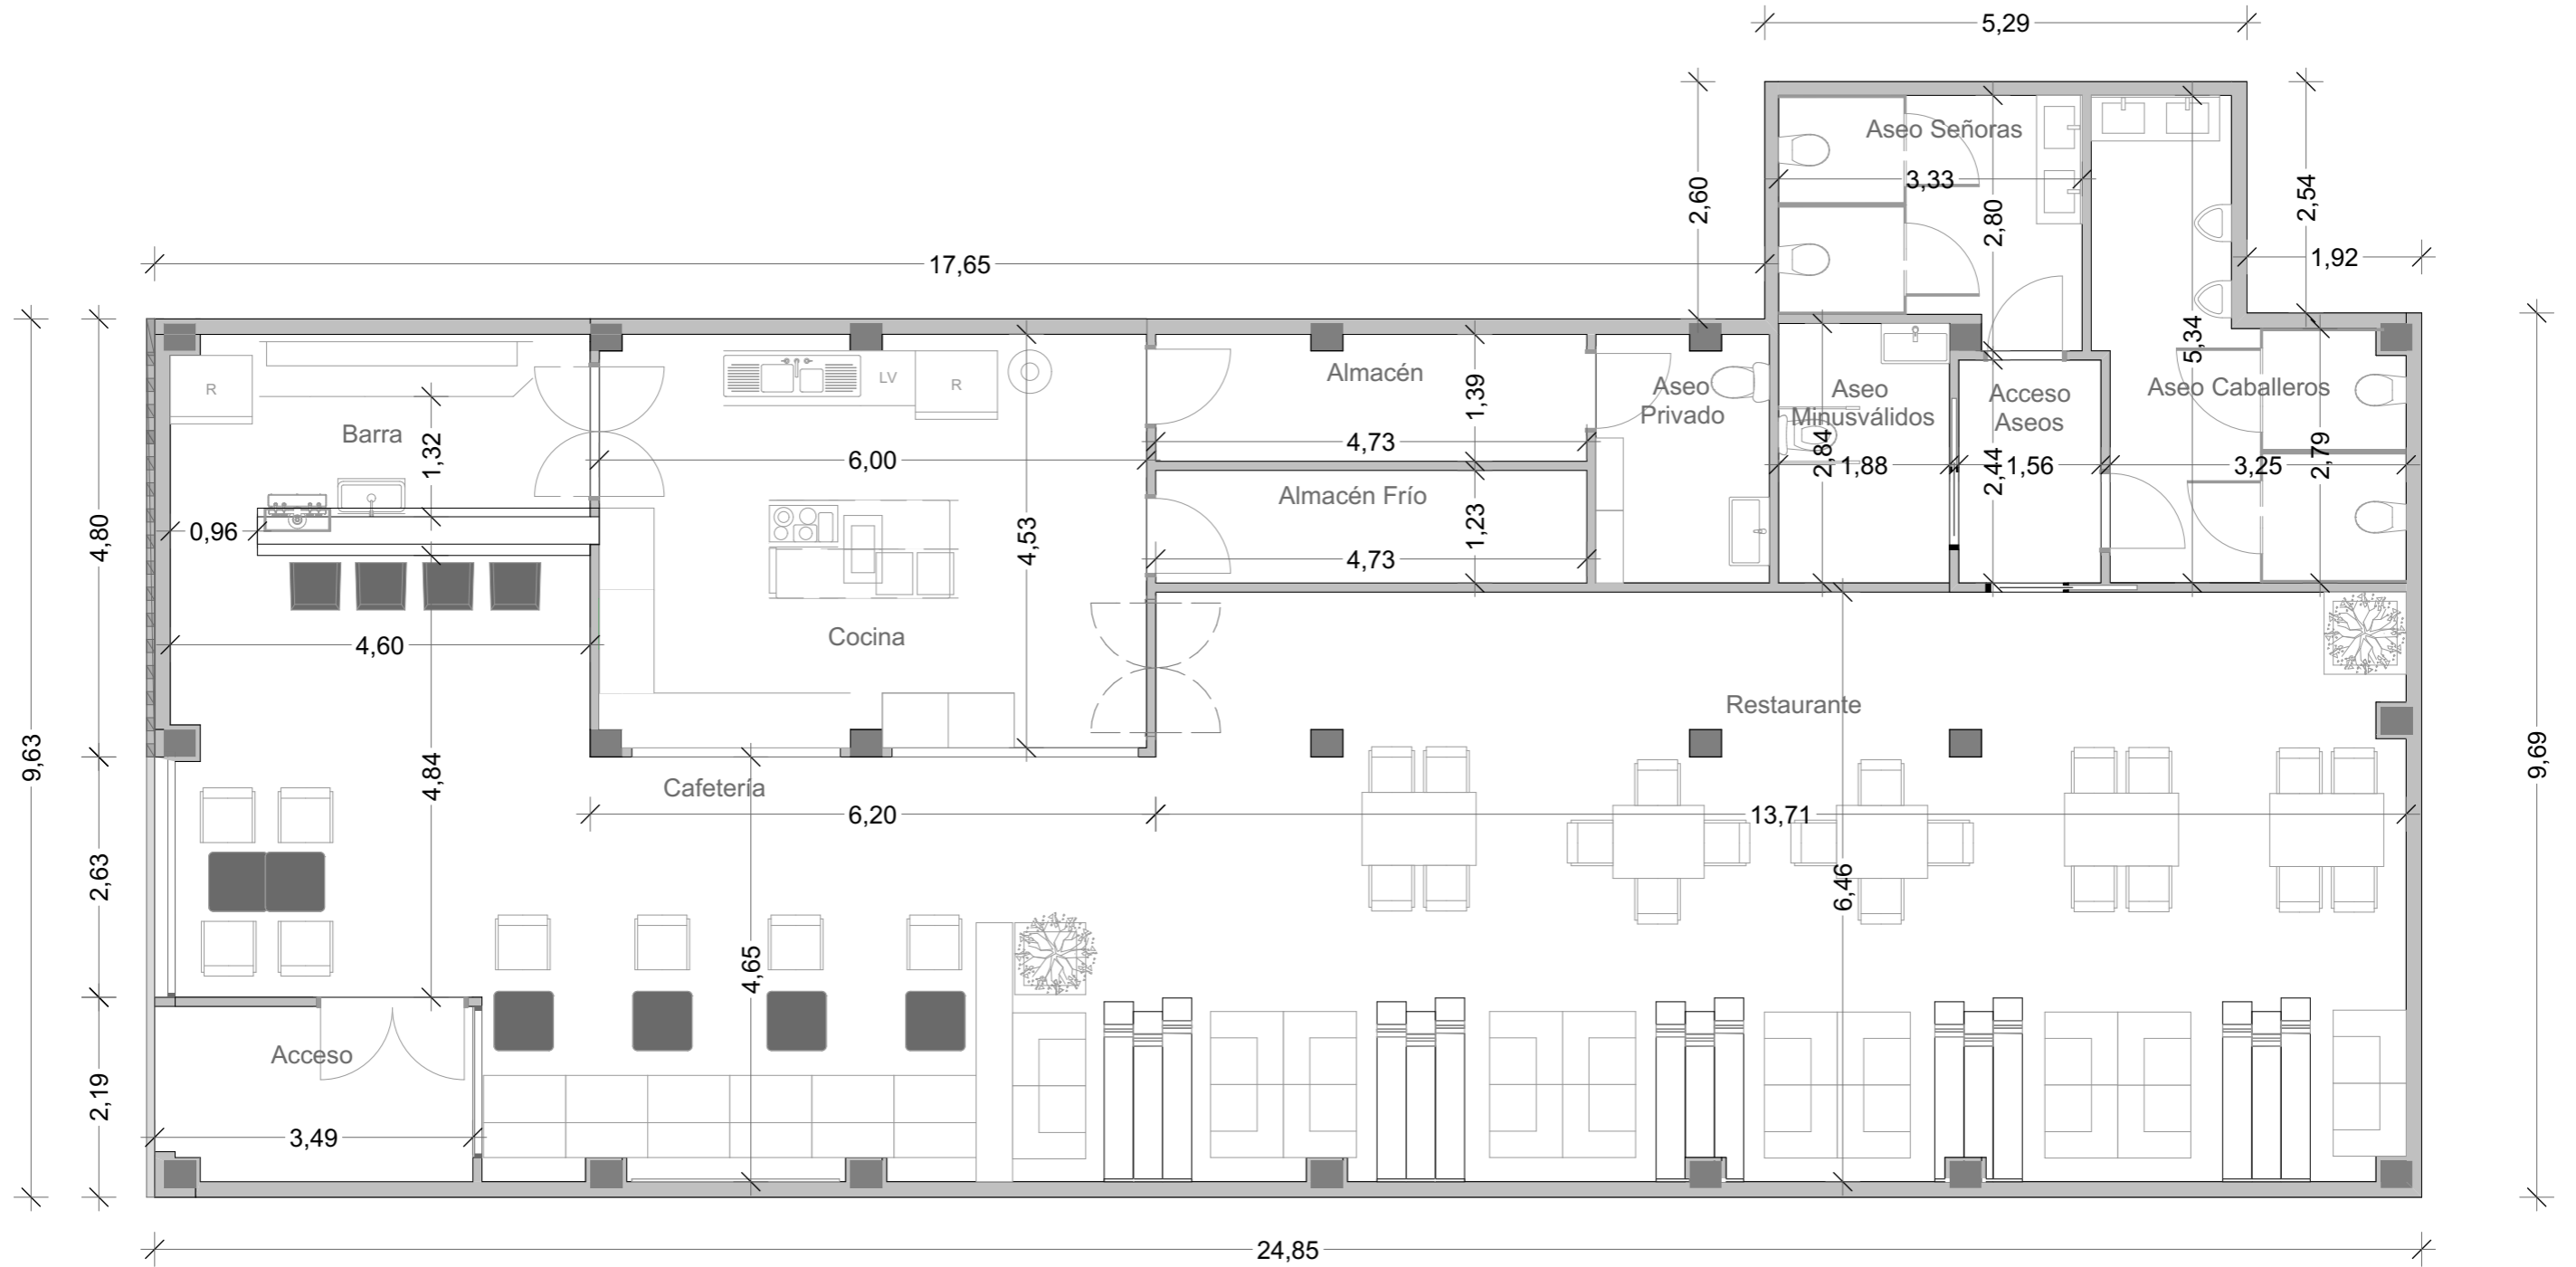 5,29
Aseo Señoras
3,33
2,60
2,80
2,54
17,65
1,92
5,34
R
LV
R
Almacén
1,39
Aseo
Privado
Aseo
Minusválidos
Acceso
Aseos
Aseo Caballeros
Barra
1,32
4,73
6,00
2,84
1,88
2,44
1,56
3,25
2,79
Almacén Frío
1,23
4,80
0,96
4,53
4,73
Cocina
4,60
Restaurante
9,63
4,84
9,69
Cafetería
6,20
13,71
2,63
6,46
4,65
Acceso
2,19
3,49
24,85